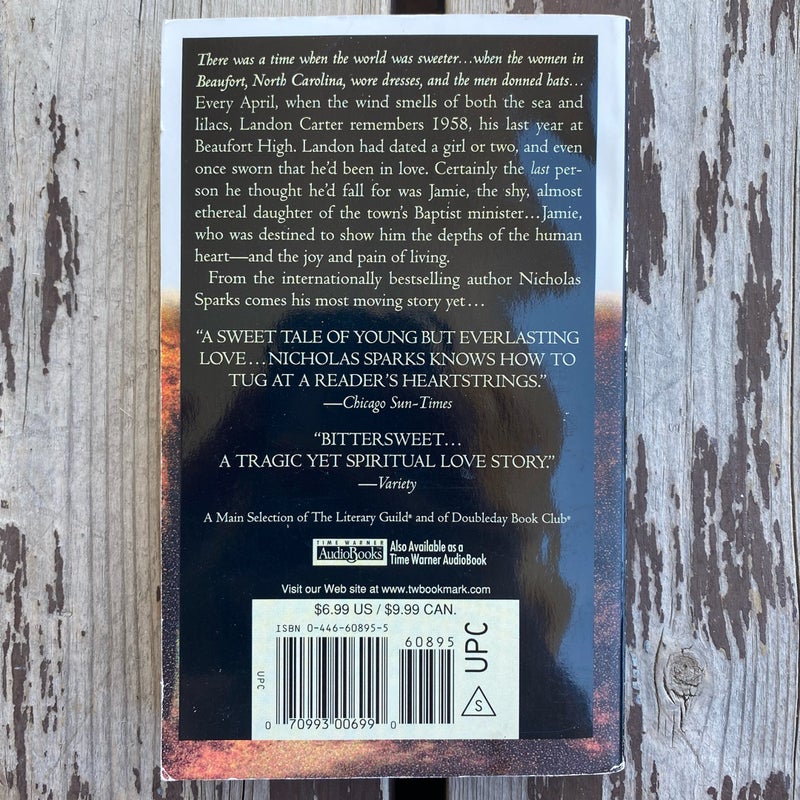 There was a time when the world was sweeter…when the women in
Beaufort, North Carolina, wore dresses, and the men donned hats…
Every April, when the wind smells of both the sea and
lilacs, Landon Carter remembers 1958, his last year at
Beaufort High. Landon had dated a girl or two, and even
once sworn that he'd been in love. Certainly the last per-
son he thought he'd fall for was Jamie, the shy, almost
ethereal daughter of the town's Baptist minister…Jamie,
who was destined to show him the depths of the human
heart—and the joy and pain of living.
From the internationally bestselling author Nicholas
Sparks comes his most moving story yet…
“A SWEET TALE OF YOUNG BUT EVERLASTING
LOVE…NICHOLAS SPARKS KNOWS HOW TO
TUG AT A READER'S HEARTSTRINGS.”
—Chicago Sun-Times
“BITTERSWEET…
A TRAGIC YET SPIRITUAL LOVE STORY.”
—Variety
A Main Selection of The Literary Guild® and of Doubleday Book Club®
TIME WARNER
AudioBooks
Also Available as a
Time Warner AudioBook
Visit our Web site at www.twbookmark.com
$6.99 US / $9.99 CAN.
ISBN 0-446-60895-5
60895
UPC
UPC
S
0 70993 00699 0